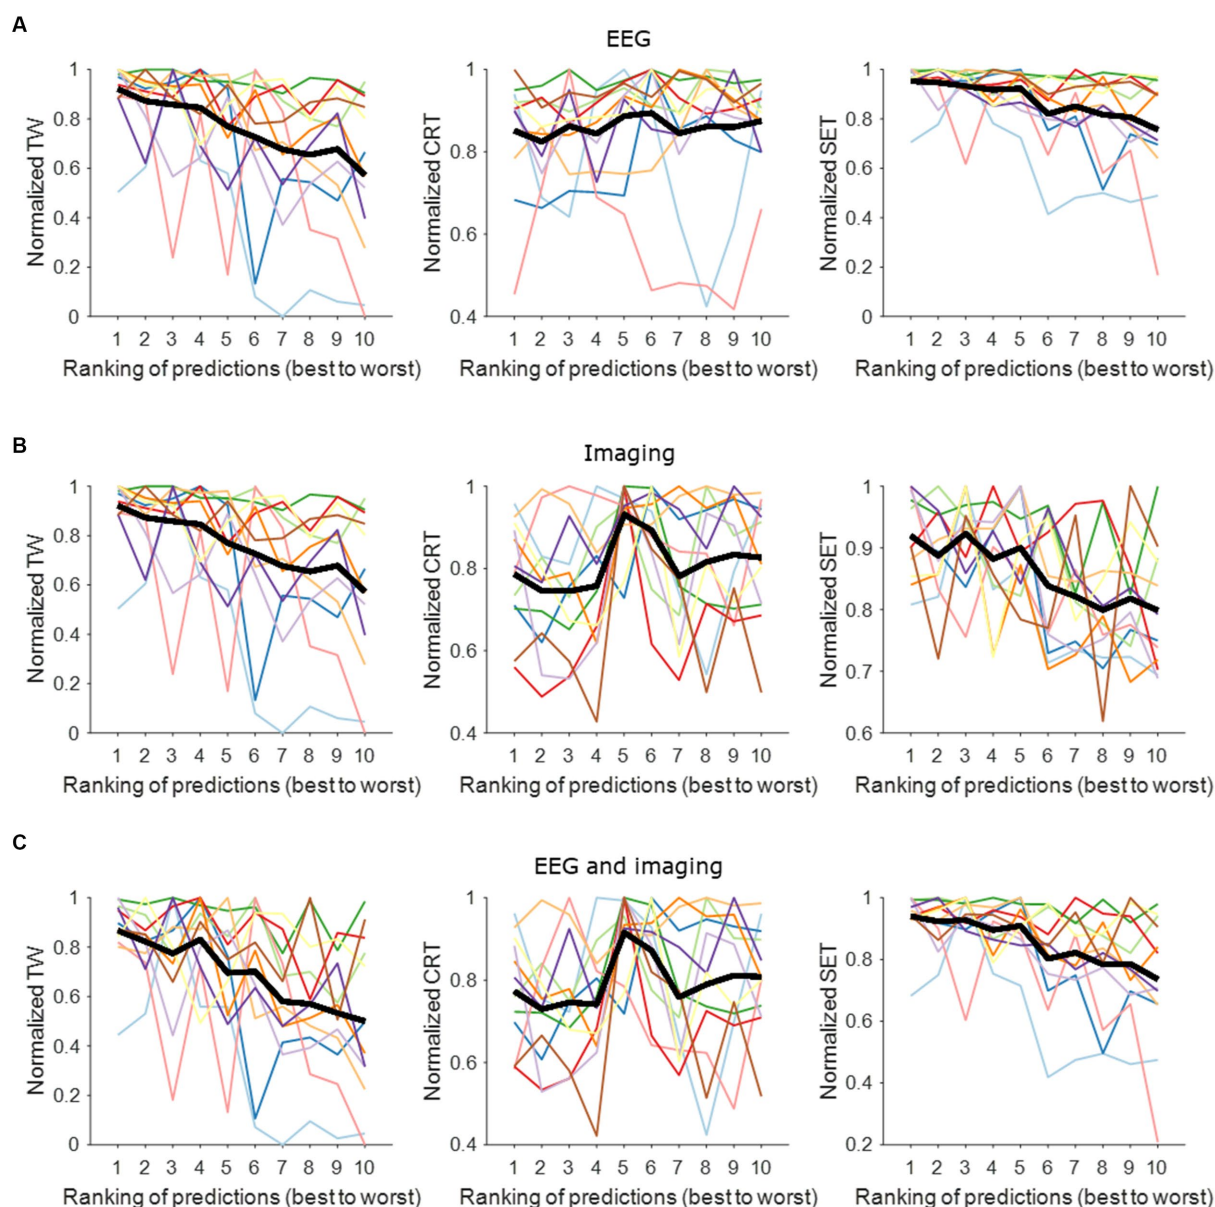 A
EEG
Normalized TW
1
0.8
0.6
0.4
0.2
0
1 2 3 4 5 6 7 8 9 10
Ranking of predictions (best to worst)
Normalized CRT
1
0.8
0.6
0.4
1 2 3 4 5 6 7 8 9 10
Ranking of predictions (best to worst)
Normalized SET
1
0.8
0.6
0.4
0.2
0
1 2 3 4 5 6 7 8 9 10
Ranking of predictions (best to worst)
B
Imaging
Normalized TW
1
0.8
0.6
0.4
0.2
0
1 2 3 4 5 6 7 8 9 10
Ranking of predictions (best to worst)
Normalized CRT
1
0.8
0.6
0.4
1 2 3 4 5 6 7 8 9 10
Ranking of predictions (best to worst)
Normalized SET
1
0.9
0.8
0.7
0.6
1 2 3 4 5 6 7 8 9 10
Ranking of predictions (best to worst)
C
EEG and imaging
Normalized TW
1
0.8
0.6
0.4
0.2
0
1 2 3 4 5 6 7 8 9 10
Ranking of predictions (best to worst)
Normalized CRT
1
0.8
0.6
0.4
1 2 3 4 5 6 7 8 9 10
Ranking of predictions (best to worst)
Normalized SET
1
0.8
0.6
0.4
0.2
1 2 3 4 5 6 7 8 9 10
Ranking of predictions (best to worst)